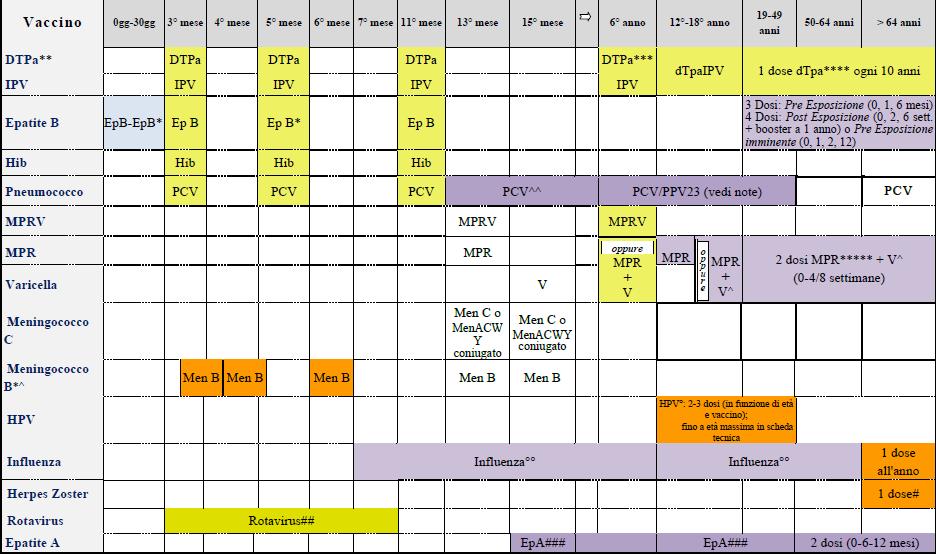 Vaccino 0gg-30gg 3° mese 4° mese 5° mese 6° mese 7° mese 11° mese 13° mese 15° mese ⇨ 6° anno 12°-18° anno 19-49 anni 50-64 anni > 64 anni
DTPa** DTPa DTPa DTPa DTPa*** dTpaIPV 1 dose dTpa**** ogni 10 anni
IPV IPV IPV IPV IPV
Epatite B EpB-EpB* Ep B Ep B* Ep B
3 Dosi: Pre Esposizione (0, 1, 6 mesi)
4 Dosi: Post Esposizione (0, 2, 6 sett.
+ booster a 1 anno) o Pre Esposizione
imminente (0, 1, 2, 12)
Hib Hib Hib Hib
Pneumococco PCV PCV PCV PCV^^ PCV/PPV23 (vedi note) PCV
MPRV MPRV MPRV
MPR MPR
oppure
MPR
+
V
MPR
oppure
MPR
+
V^
2 dosi MPR***** + V^
(0-4/8 settimane)
Varicella V
Meningococco
C
Men C o
MenACW
Y
coniugato
Men C o
MenACWY
coniugato
Meningococco
B*^
Men B Men B Men B Men B Men B
HPV
HPV°: 2-3 dosi (in funzione di età
e vaccino);
fino a età massima in scheda
tecnica
Influenza Influenza°° Influenza°°
1 dose
all'anno
Herpes Zoster 1 dose#
Rotavirus Rotavirus##
Epatite A EpA### EpA### 2 dosi (0-6-12 mesi)